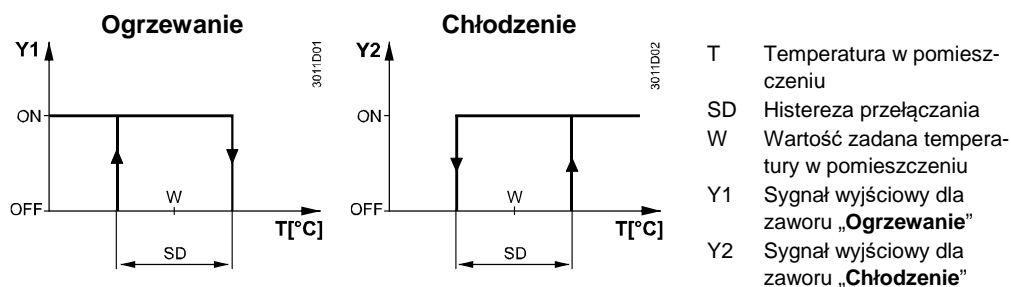 Ogrzewanie
Y1
3011D01
ON
W
OFF
T[°C]
SD
Chłodzenie
Y2
3011D02
ON
W
OFF
T[°C]
SD
T Temperatura w pomiesz-
czeniu
SD Histereza przełączania
W Wartość zadana tempera-
tury w pomieszczeniu
Y1 Sygnał wyjściowy dla
zaworu „Ogrzewanie”
Y2 Sygnał wyjściowy dla
zaworu „Chłodzenie”